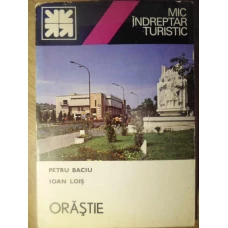 MIC
ÎNDREPTAR
TURISTIC
PETRU BACIU
IOAN LOIȘ
ORĂȘTIE